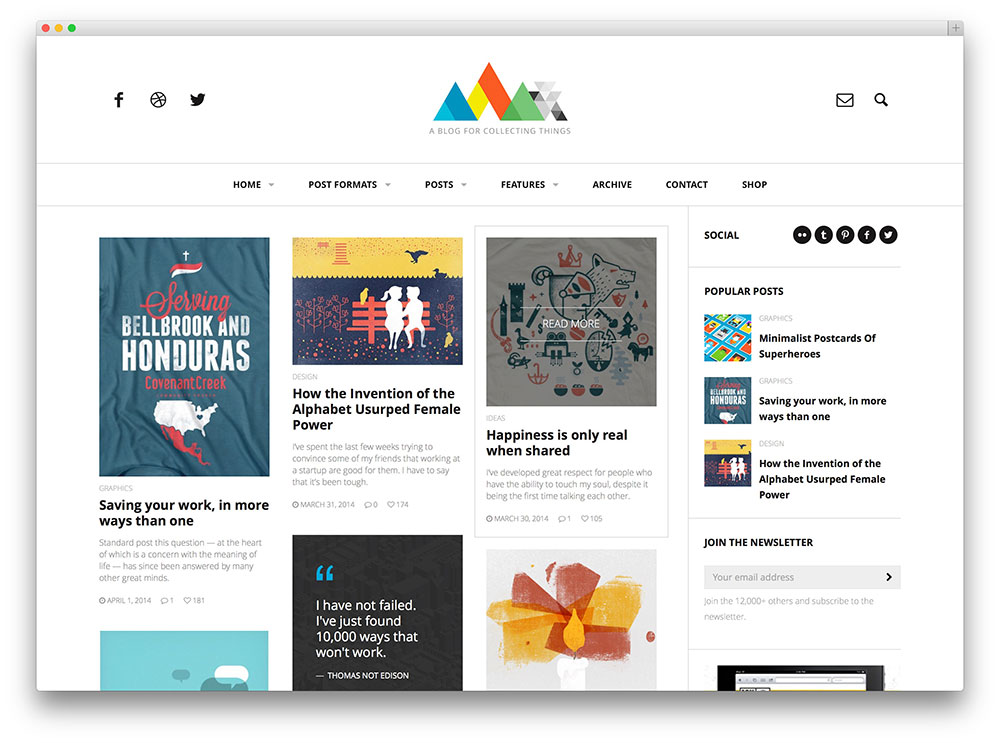 A BLOG FOR COLLECTING THINGS
HOME
POST FORMATS
POSTS
FEATURES
ARCHIVE
CONTACT
SHOP
Serving
BELLBROOK AND
HONDURAS
CovenantCreek
GRAPHICS
Saving your work, in more
ways than one
Standard post this question — at the heart
of which is a concern with the meaning of
life — has since been answered by many
other great minds.
APRIL 1, 2014 1 181
DESIGN
How the Invention of the
Alphabet Usurped Female
Power
I've spent the last few weeks trying to
convince some of my friends that working at
a startup are good for them. I have to say
that it's been tough.
MARCH 31, 2014 0 174
“
I have not failed.
I've just found
10,000 ways that
won't work.
— THOMAS NOT EDISON
READ MORE
IDEAS
Happiness is only real
when shared
I've developed great respect for people who
have the ability to touch my soul, despite it
being the first time talking each other.
MARCH 30, 2014 1 105
SOCIAL
POPULAR POSTS
GRAPHICS
Minimalist Postcards Of
Superheroes
GRAPHICS
Saving your work, in more
ways than one
Serving
HONDURAS
DESIGN
How the Invention of the
Alphabet Usurped Female
Power
JOIN THE NEWSLETTER
Your email address
Join the 12,000+ others and subscribe to the
newsletter.